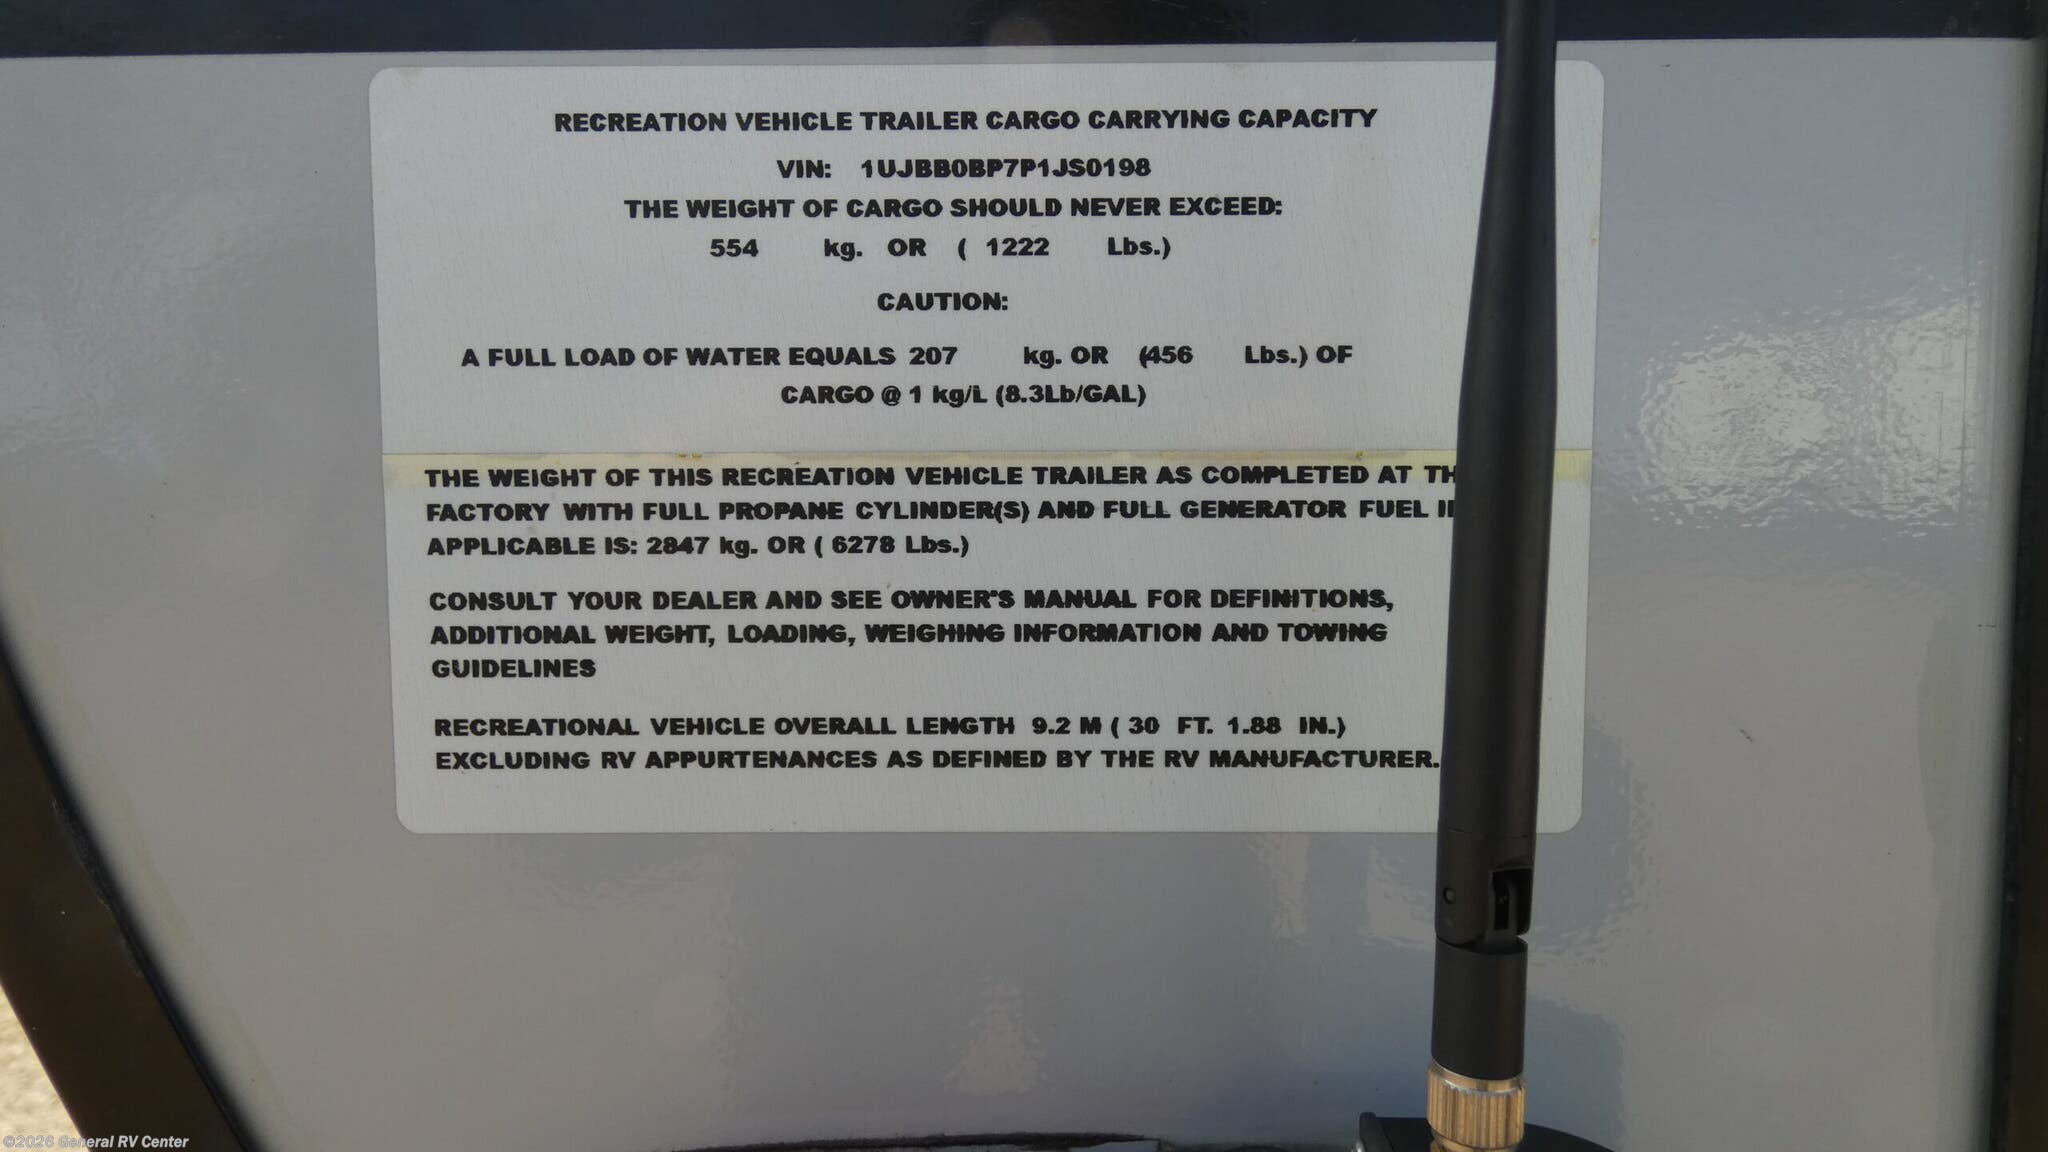 RECREATION VEHICLE TRAILER CARGO CARRYING CAPACITY
VIN: 1UJBB0BP7P1JS0198
THE WEIGHT OF CARGO SHOULD NEVER EXCEED:
554 kg. OR ( 1222 Lbs.)
CAUTION:
A FULL LOAD OF WATER EQUALS 207 kg. OR (456 Lbs.) OF
CARGO @ 1 kg/L (8.3Lb/GAL)
THE WEIGHT OF THIS RECREATION VEHICLE TRAILER AS COMPLETED AT
FACTORY WITH FULL PROPANE CYLINDER(S) AND FULL GENERATOR FUEL
APPLICABLE IS: 2847 kg. OR ( 6278 Lbs.)
CONSULT YOUR DEALER AND SEE OWNER'S MANUAL FOR DEFINITIONS,
ADDITIONAL WEIGHT, LOADING, WEIGHING INFORMATION AND TOWING
GUIDELINES
RECREATIONAL VEHICLE OVERALL LENGTH 9.2 M ( 30 FT. 1.88 IN.)
EXCLUDING RV APPURTENANCES AS DEFINED BY THE RV MANUFACTURER.
©2026 General RV Center